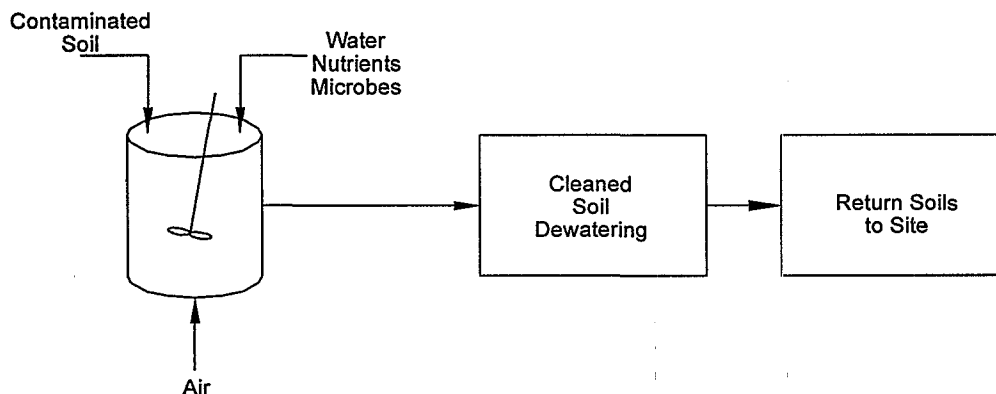 Contaminated
Soil
Water
Nutrients
Microbes
Cleaned
Soil
Dewatering
Return Soils
to Site
Air